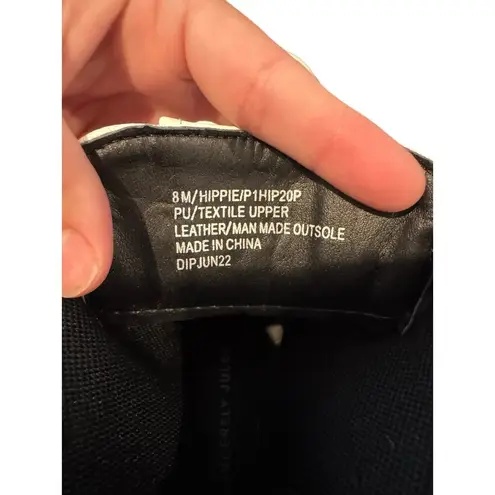 8 M/HIPPIE/P1HIP20P
PU/TEXTILE UPPER
LEATHER/MAN MADE OUTSOLE
MADE IN CHINA
DIPJUN22